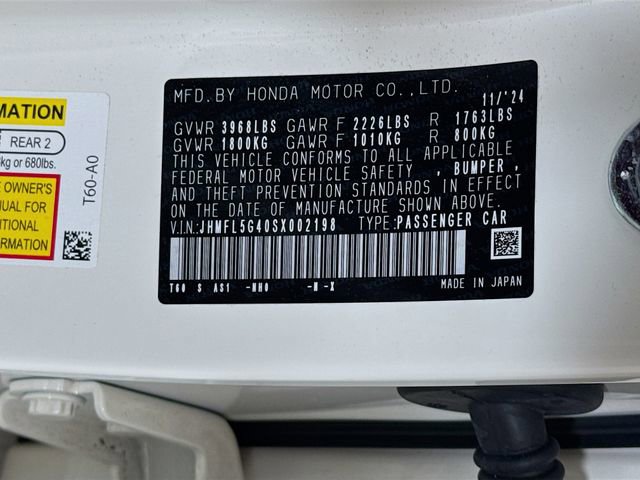 MATION
REAR 2
kg or 680lbs.
E OWNER'S
NUAL FOR
ITIONAL
FORMATION
T60-A0
MFD.BY HONDA MOTOR CO.,LTD.
11/'24
GVWR 3968LBS GAWR F 2226LBS R 1763LBS
GVWR 1800KG GAWR F 1010KG R 800KG
THIS VEHICLE CONFORMS TO ALL APPLICABLE
FEDERAL MOTOR VEHICLE SAFETY , BUMPER ,
AND THEFT PREVENTION STANDARDS IN EFFECT
ON THE DATE OF MANUFACTURE SHOWN ABOVE.
V.I.N:JHMFL5G40SX002198 TYPE:PASSENGER CAR
T60 S AS1 -NH0 -N -X
MADE IN JAPAN